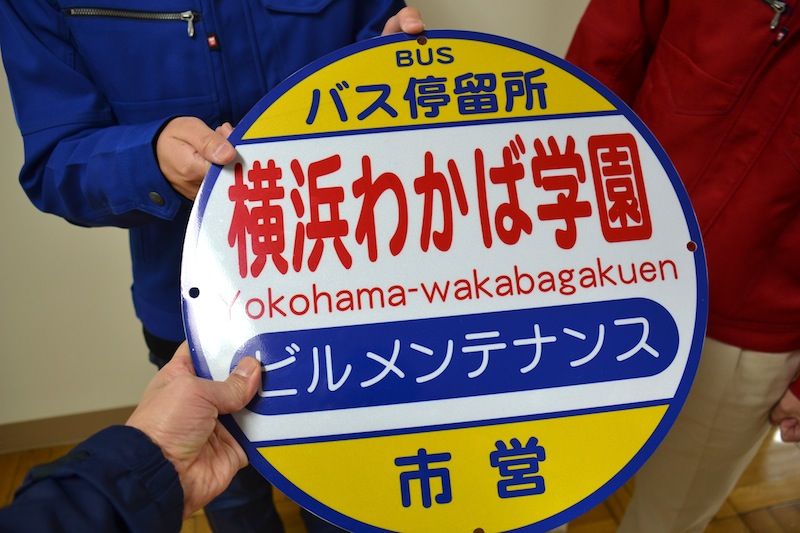 BUS
バス停留所
横浜わかば学園
Yokohama-wakabagakuen
ビルメンテナンス
市営